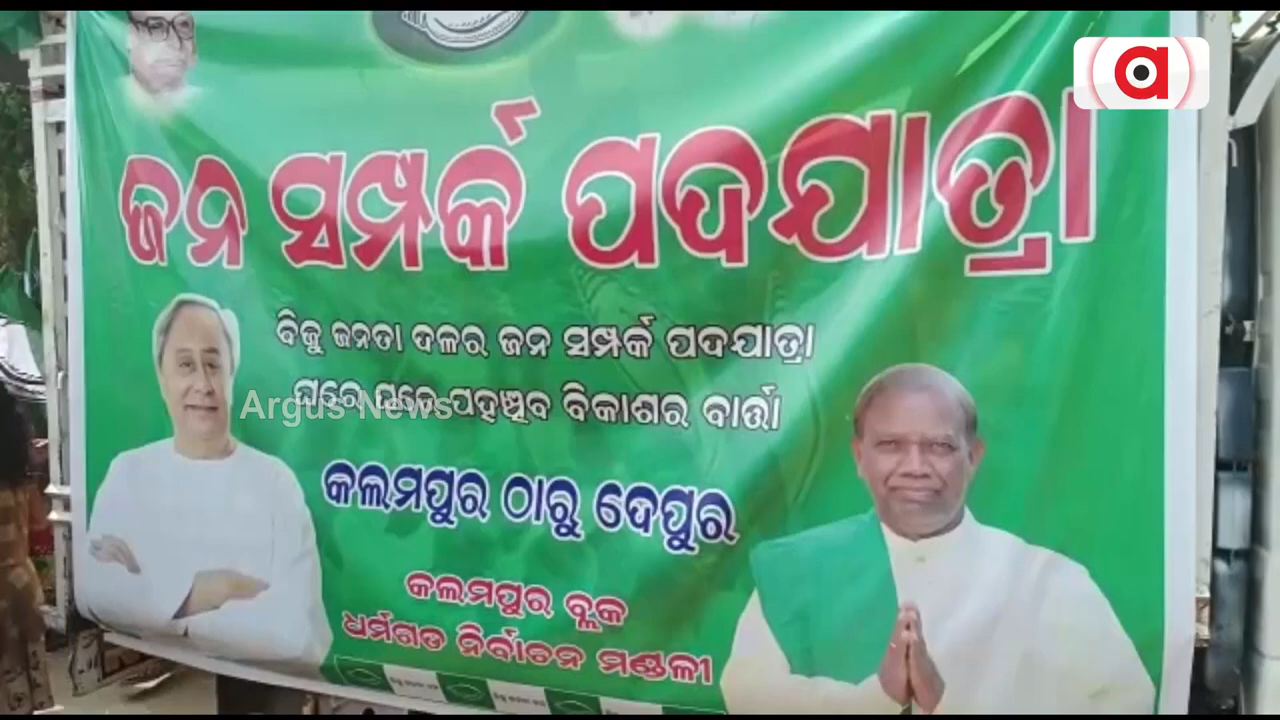 ଜନ ସମ୍ପର୍କ ପଦଯାତ୍ରା
ବିଜୁ ଜନତା ଦଳର ଜନ ସମ୍ପର୍କ ପଦଯାତ୍ରା
ଘରେ ଘରେ ପହଞ୍ଚିବ ବିକାଶର ବାର୍ତ୍ତା
Argus News
କଲମପୁର ଠାରୁ ଦେପୁର
କଲମପୁର ବ୍ଲକ
ଧର୍ମଗଡ ନିର୍ବାଚନ ମଣ୍ଡଳୀ